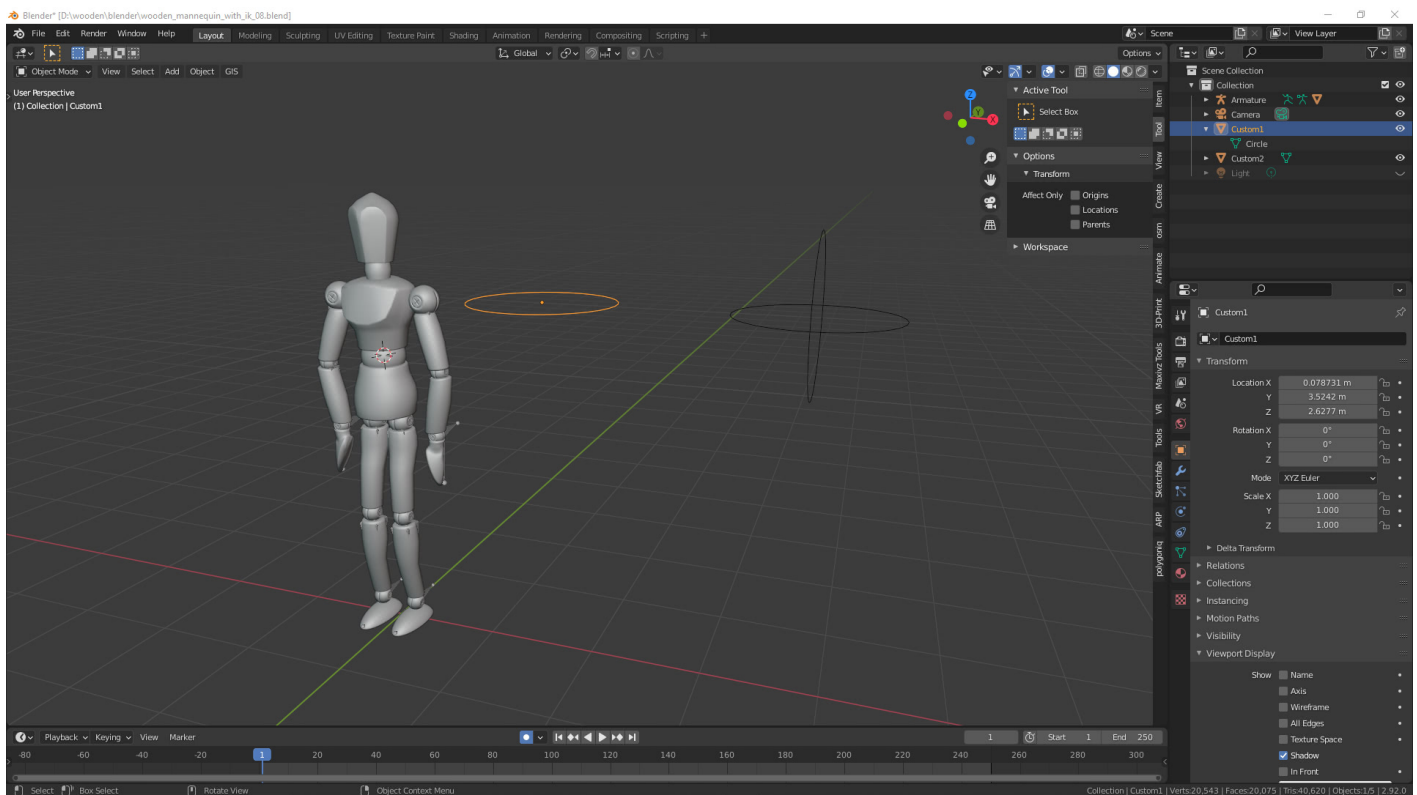 Blender* [D:\wooden\blender\wooden_mannequin_with_ik_08.blend]
File Edit Render Window Help Layout Modeling Sculpting UV Editing Texture Paint Shading Animation Rendering Compositing Scripting + Scene View Layer
Global Options
Object Mode View Select Add Object GIS
User Perspective
(1) Collection | Custom1
Z
Y
X
Active Tool
Select Box
Options
Transform
Affect Only Origins
Locations
Parents
Workspace
Item
Tool
View
Create
osm
Animate
3D-Print
Maxivz Tools
VR
Tools
Sketchfab
ARP
polygoniq
Scene Collection
Collection
Armature
Camera
Custom1
Circle
Custom2
Light
Custom1
Custom1
Transform
Location X 0.078731 m
Y 3.5242 m
Z 2.6277 m
Rotation X 0°
Y 0°
Z 0°
Mode XYZ Euler
Scale X 1.000
Y 1.000
Z 1.000
Delta Transform
Relations
Collections
Instancing
Motion Paths
Visibility
Viewport Display
Show Name
Axis
Wireframe
All Edges
Texture Space
Shadow
In Front
Playback Keying View Marker 1 Start 1 End 250
-80 -60 -40 -20 1 20 40 60 80 100 120 140 160 180 200 220 240 260 280 300
Select Box Select Rotate View Object Context Menu Collection | Custom1 | Verts:20,543 | Faces:20,075 | Tris:40,620 | Objects:1/5 | 2.92.0